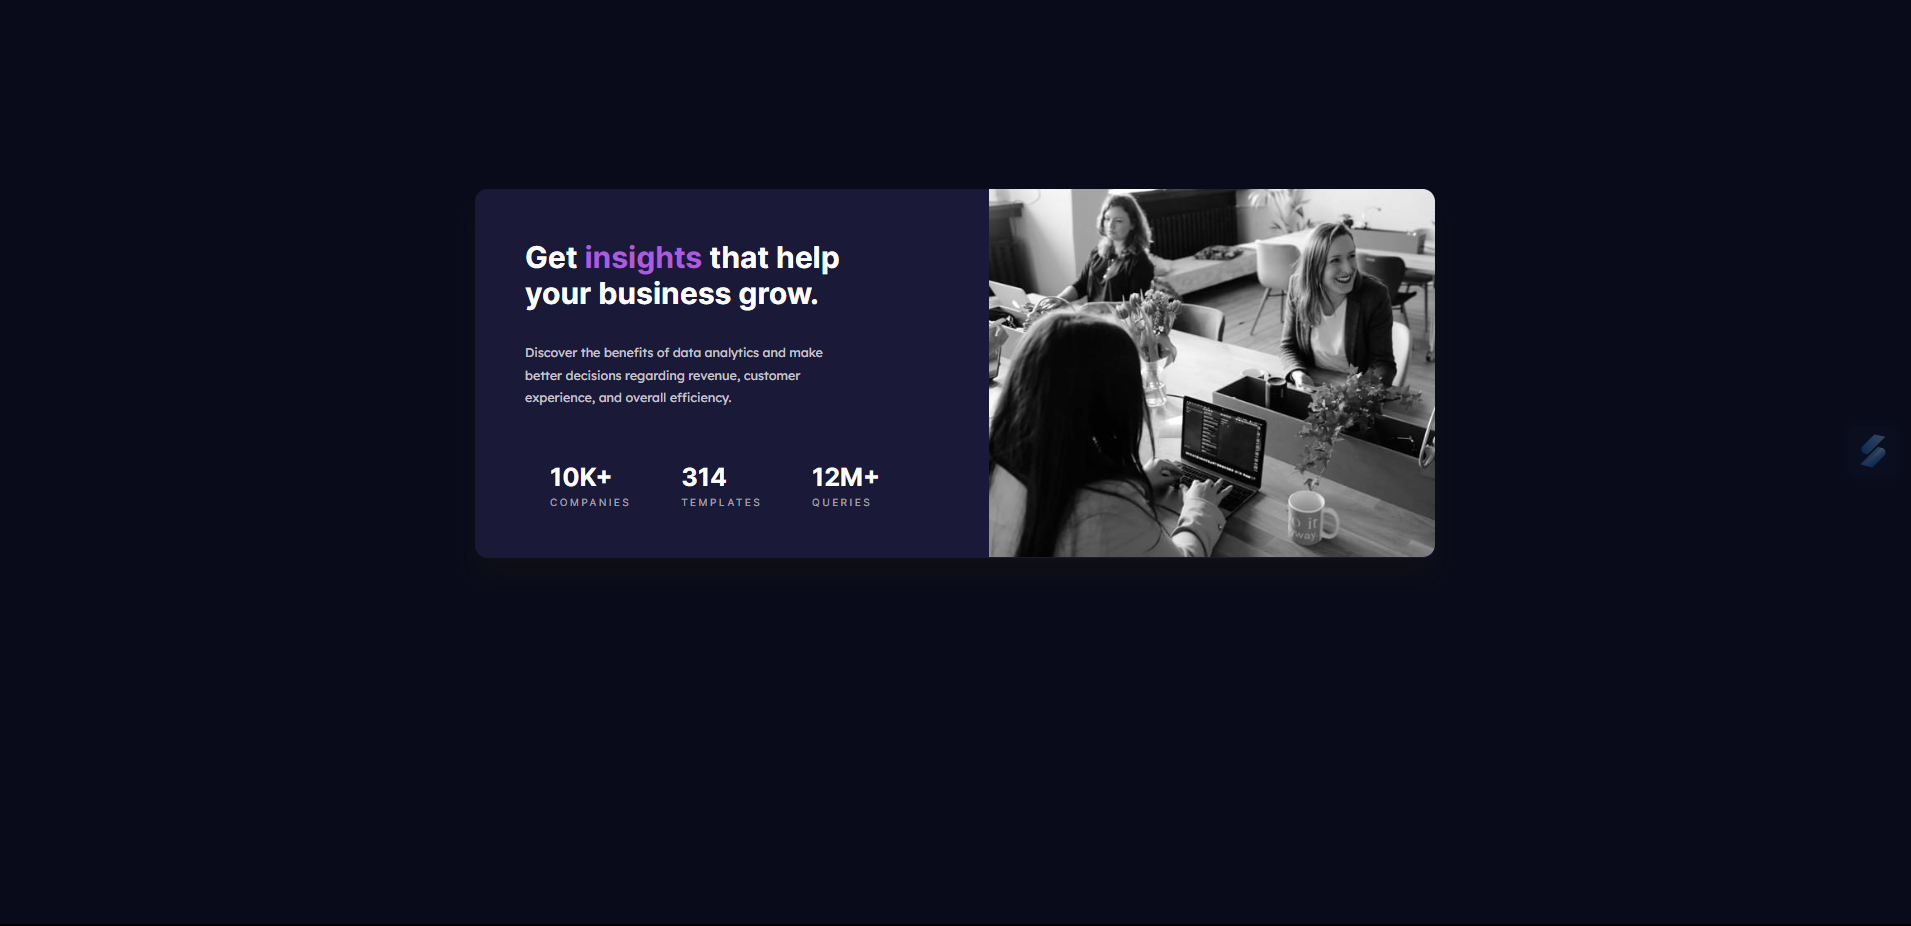 Get insights that help
your business grow.
Discover the benefits of data analytics and make
better decisions regarding revenue, customer
experience, and overall efficiency.
10K+ 314 12M+
COMPANIES TEMPLATES QUERIES